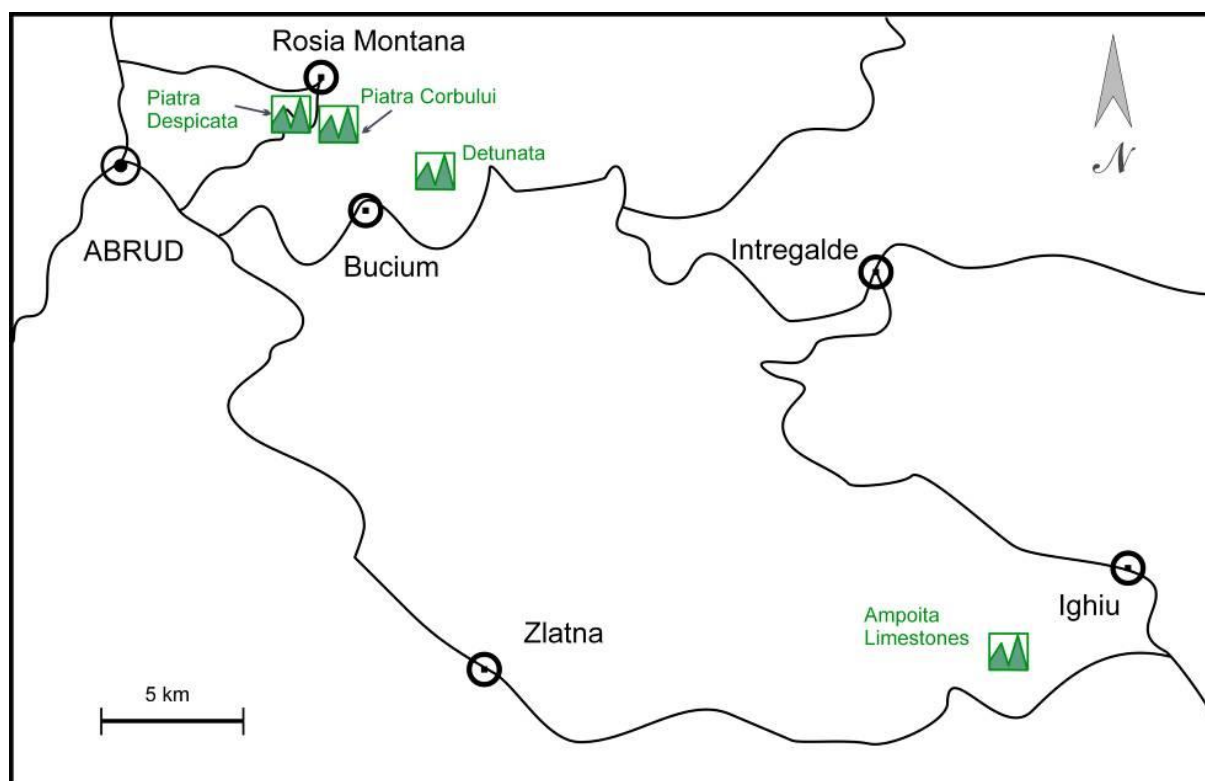 Rosia Montana
Piatra
Despicata
Piatra Corbului
Detunata
N
ABRUD
Bucium
Intregalde
Ampoita
Limestones
Ighiu
Zlatna
5 km